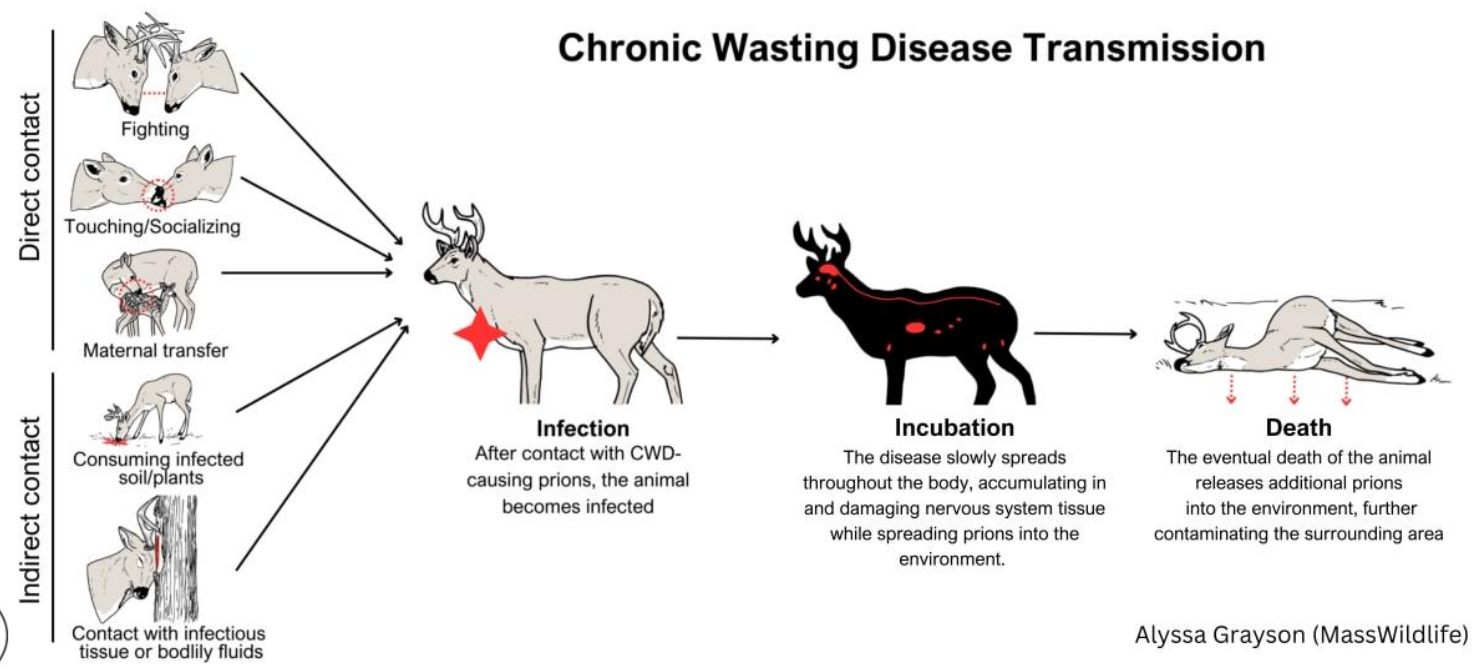 Chronic Wasting Disease Transmission
Direct contact
Fighting
Touching/Socializing
Maternal transfer
Indirect contact
Consuming infected
soil/plants
Contact with infectious
tissue or bodlily fluids
Infection
After contact with CWD-
causing prions, the animal
becomes infected
Incubation
The disease slowly spreads
throughout the body, accumulating in
and damaging nervous system tissue
while spreading prions into the
environment.
Death
The eventual death of the animal
releases additional prions
into the environment, further
contaminating the surrounding area
Alyssa Grayson (MassWildlife)